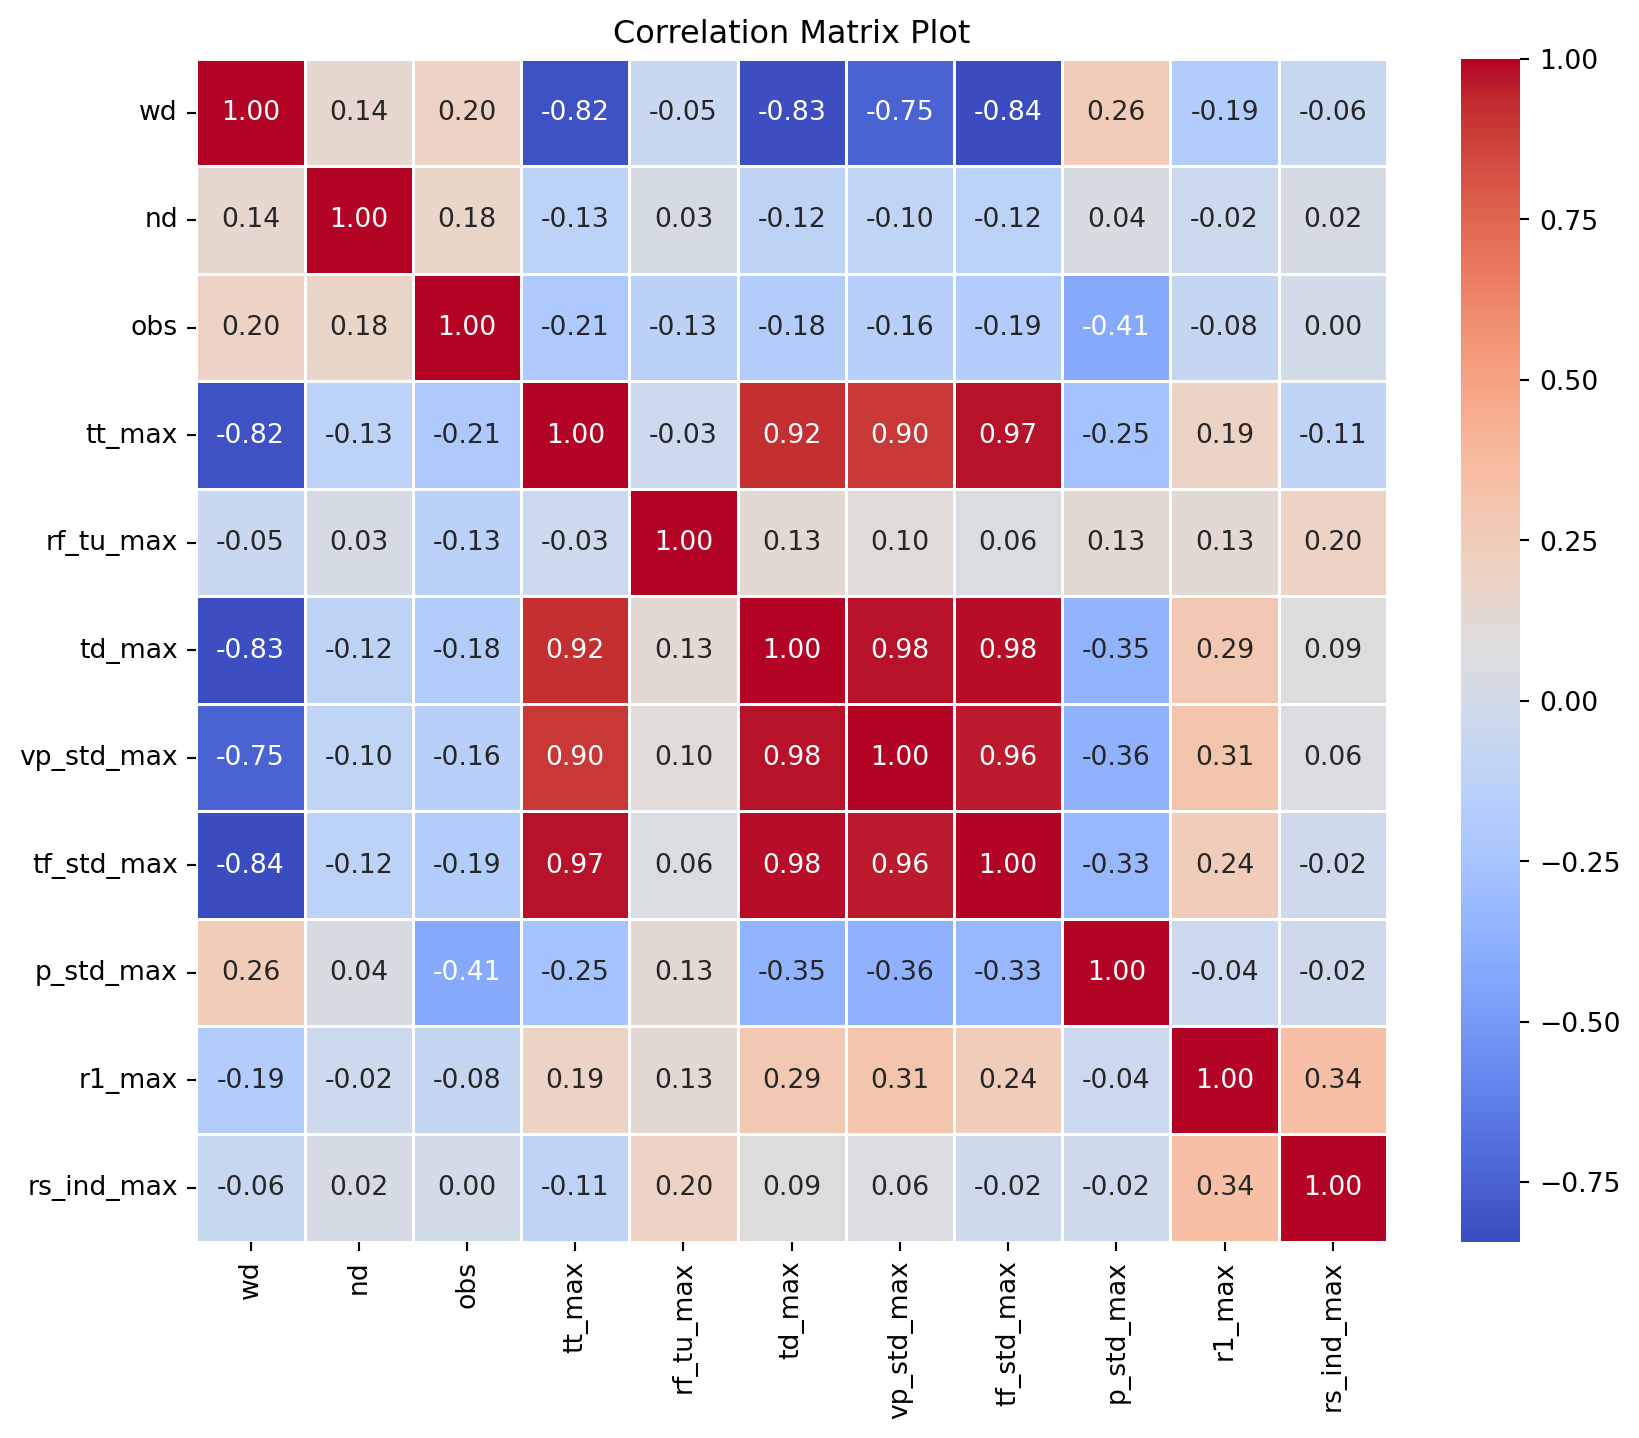 Correlation Matrix Plot
wd 1.00 0.14 0.20 -0.82 -0.05 -0.83 -0.75 -0.84 0.26 -0.19 -0.06
nd 0.14 1.00 0.18 -0.13 0.03 -0.12 -0.10 -0.12 0.04 -0.02 0.02
obs 0.20 0.18 1.00 -0.21 -0.13 -0.18 -0.16 -0.19 -0.41 -0.08 0.00
tt_max -0.82 -0.13 -0.21 1.00 -0.03 0.92 0.90 0.97 -0.25 0.19 -0.11
rf_tu_max -0.05 0.03 -0.13 -0.03 1.00 0.13 0.10 0.06 0.13 0.13 0.20
td_max -0.83 -0.12 -0.18 0.92 0.13 1.00 0.98 0.98 -0.35 0.29 0.09
vp_std_max -0.75 -0.10 -0.16 0.90 0.10 0.98 1.00 0.96 -0.36 0.31 0.06
tf_std_max -0.84 -0.12 -0.19 0.97 0.06 0.98 0.96 1.00 -0.33 0.24 -0.02
p_std_max 0.26 0.04 -0.41 -0.25 0.13 -0.35 -0.36 -0.33 1.00 -0.04 -0.02
r1_max -0.19 -0.02 -0.08 0.19 0.13 0.29 0.31 0.24 -0.04 1.00 0.34
rs_ind_max -0.06 0.02 0.00 -0.11 0.20 0.09 0.06 -0.02 -0.02 0.34 1.00
wd nd obs tt_max rf_tu_max td_max vp_std_max tf_std_max p_std_max r1_max rs_ind_max
1.00
0.75
0.50
0.25
0.00
−0.25
−0.50
−0.75